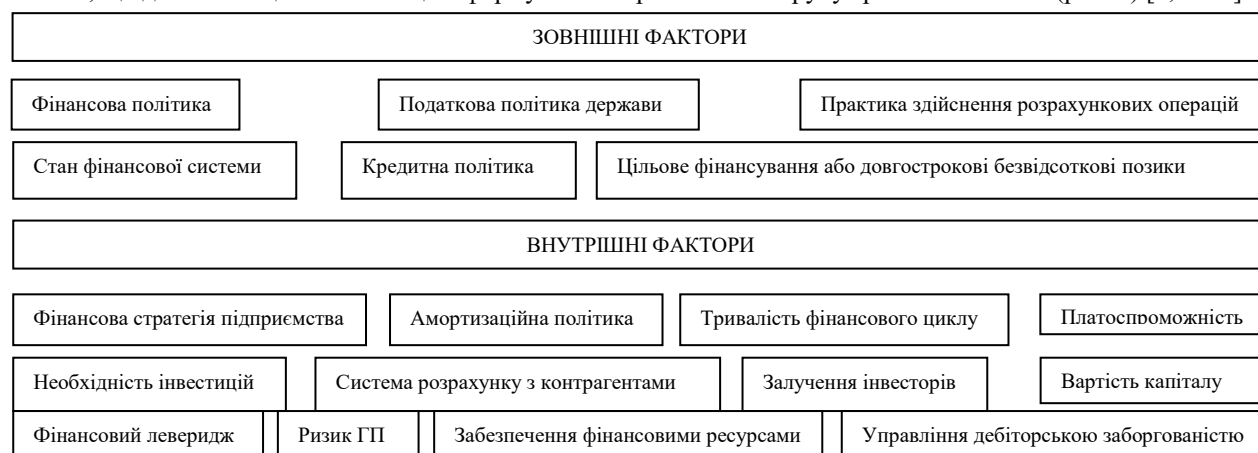 ЗОВНІШНІ ФАКТОРИ
Фінансова політика Податкова політика держави Практика здійснення розрахункових операцій
Стан фінансової системи Кредитна політика Цільове фінансування або довгострокові безвідсоткові позики
ВНУТРІШНІ ФАКТОРИ
Фінансова стратегія підприємства Амортизаційна політика Тривалість фінансового циклу Платоспроможність
Необхідність інвестицій Система розрахунку з контрагентами Залучення інвесторів Вартість капіталу
Фінансовий леверидж Ризик ГП Забезпечення фінансовими ресурсами Управління дебіторською заборгованістю